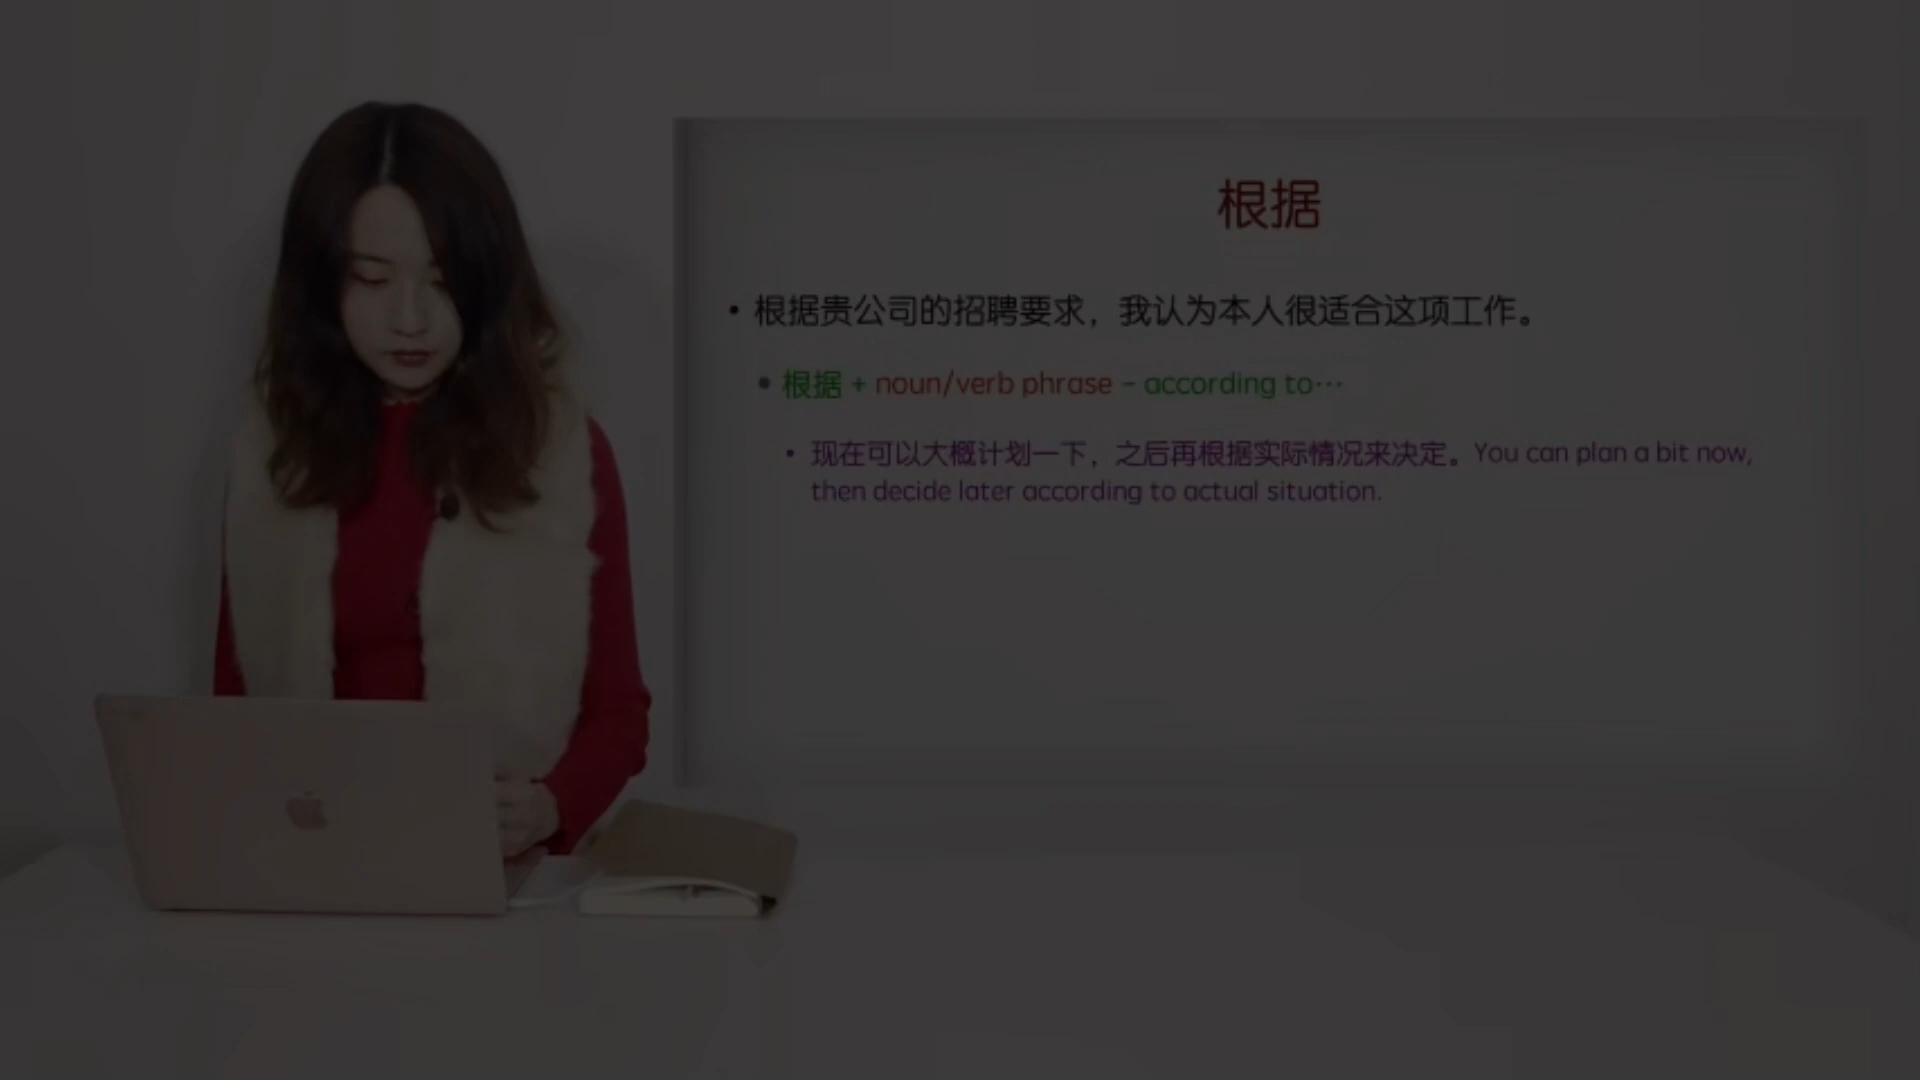 根据
• 根据贵公司的招聘要求，我认为本人很适合这项工作。
• 根据 + noun/verb phrase - according to…
• 现在可以大概计划一下，之后再根据实际情况来决定。You can plan a bit now,
then decide later according to actual situation.